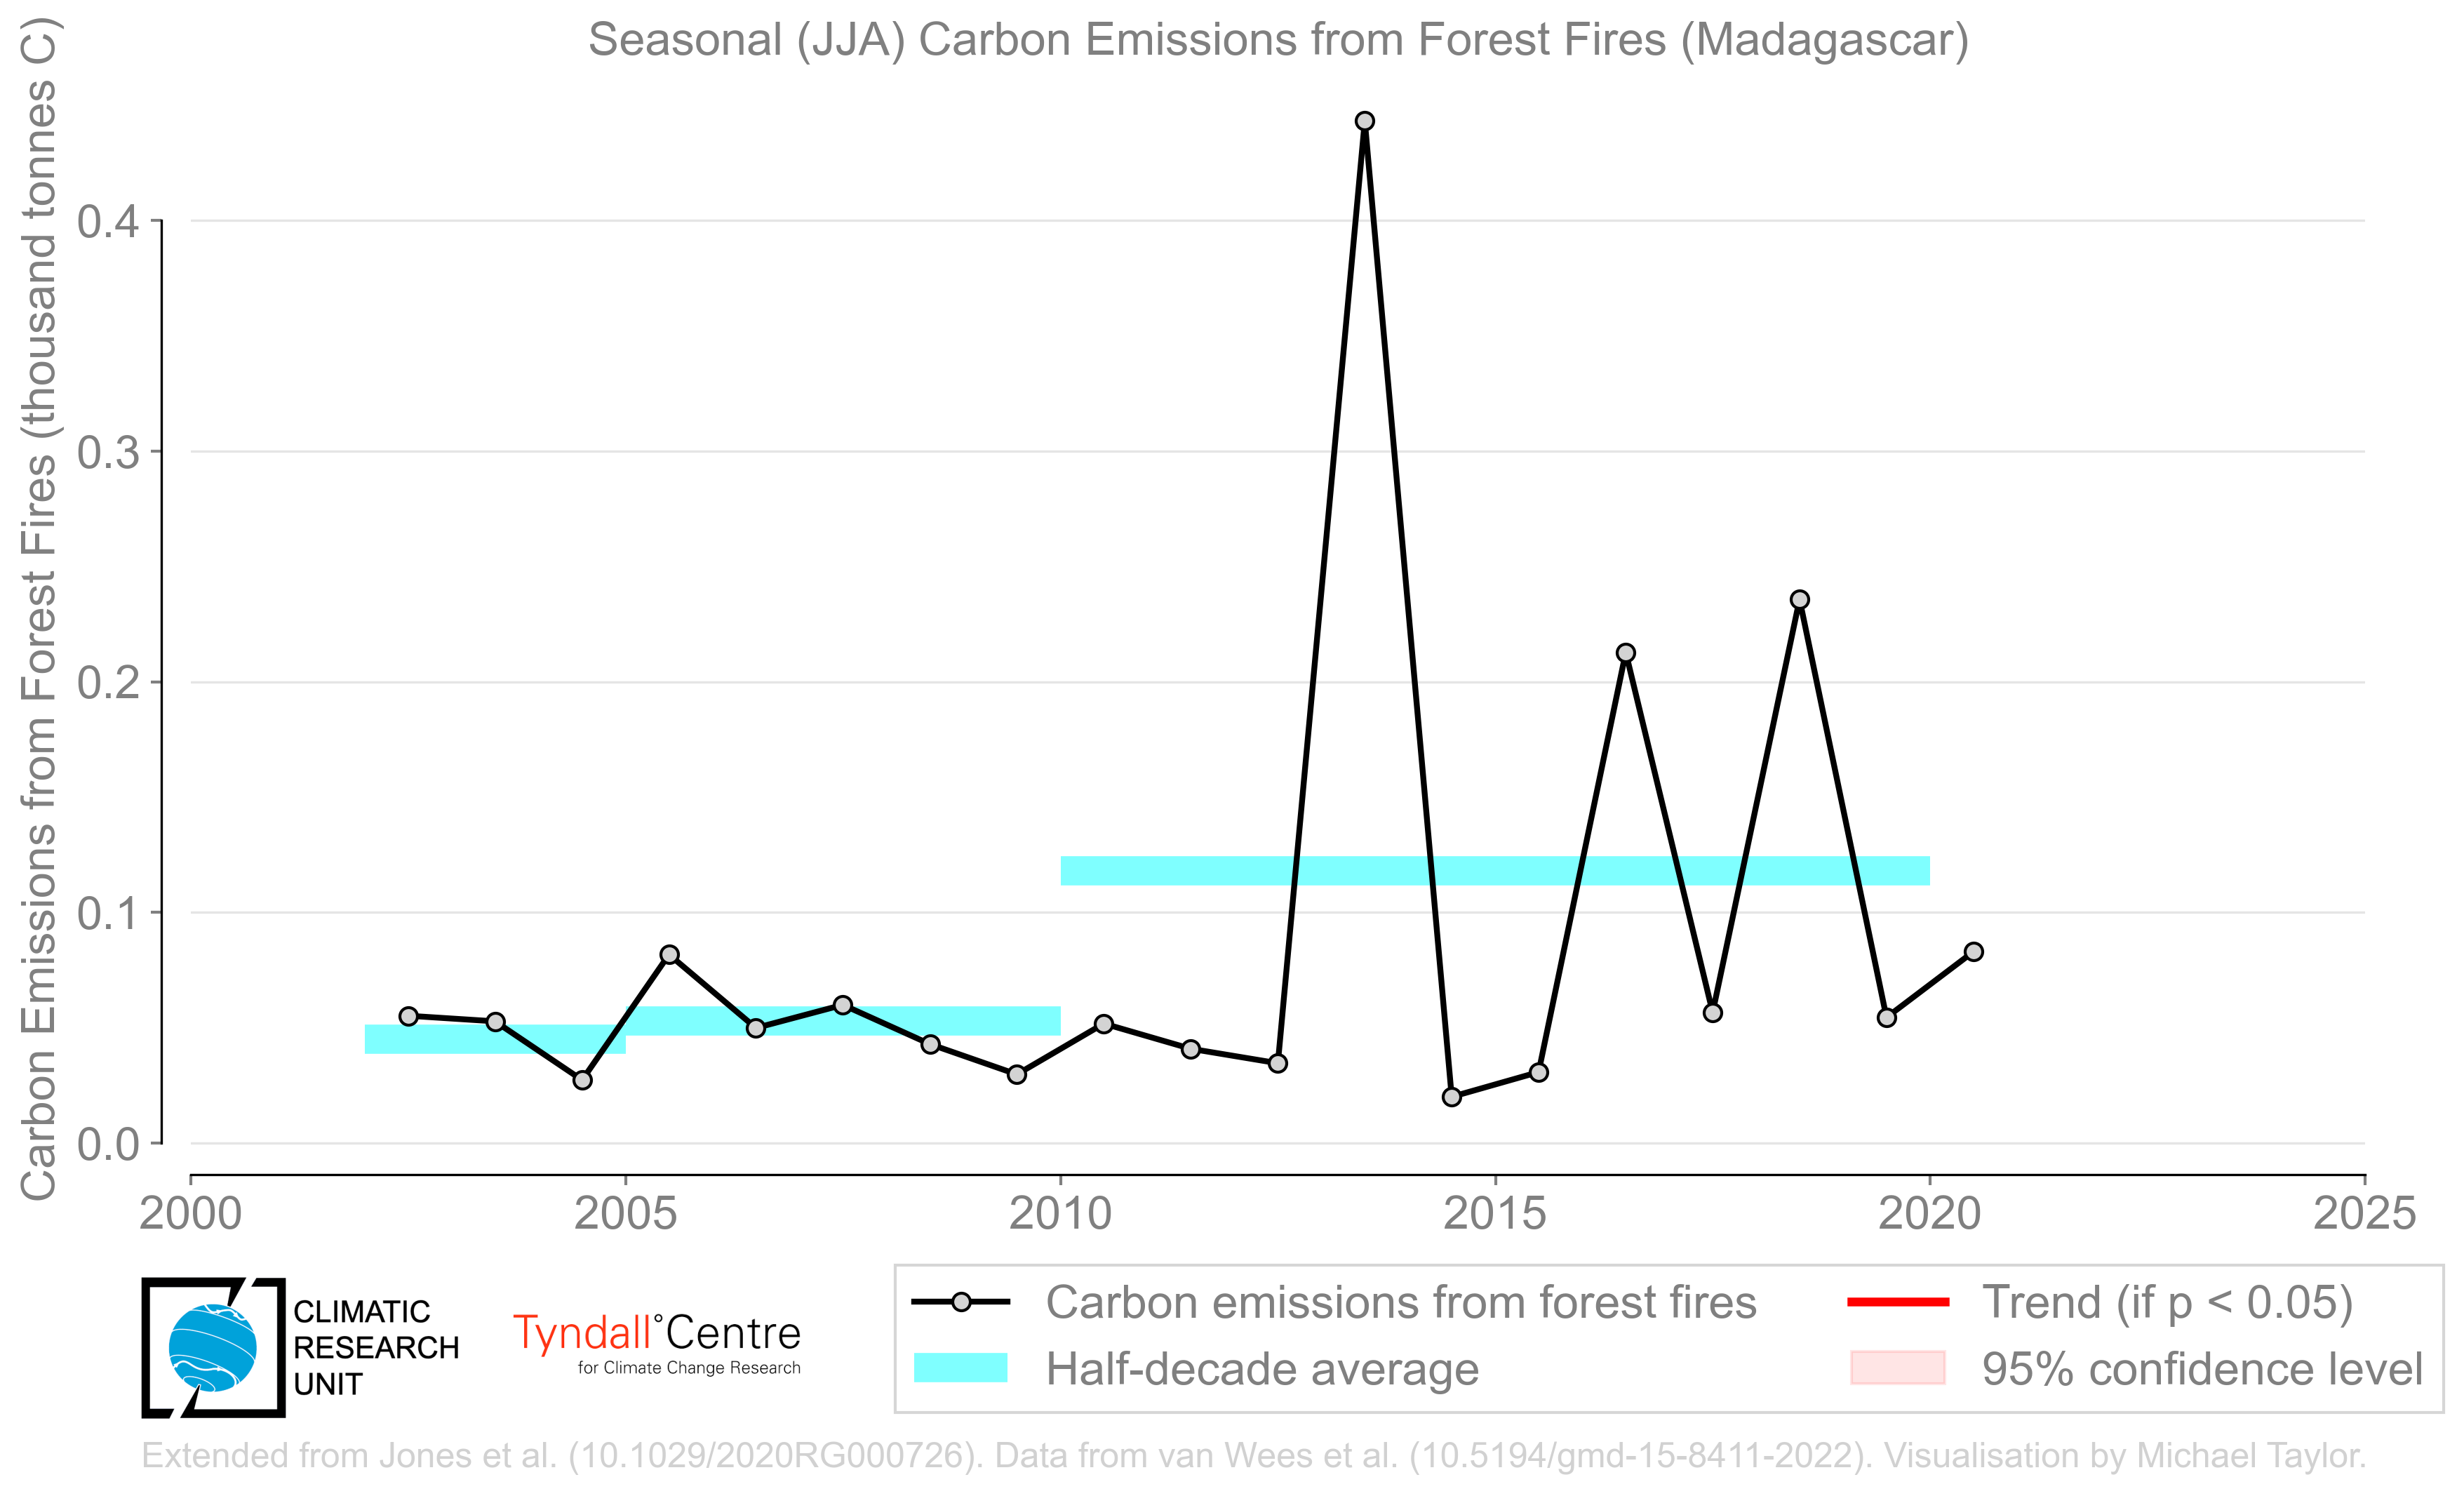 Seasonal (JJA) Carbon Emissions from Forest Fires (Madagascar)
Carbon Emissions from Forest Fires (thousand tonnes C)
0.4
0.3
0.2
0.1
0.0
2000
2005
2010
2015
2020
2025
CLIMATIC
RESEARCH
UNIT
Tyndall°Centre
for Climate Change Research
Carbon emissions from forest fires
Half-decade average
Trend (if p < 0.05)
95% confidence level
Extended from Jones et al. (10.1029/2020RG000726). Data from van Wees et al. (10.5194/gmd-15-8411-2022). Visualisation by Michael Taylor.